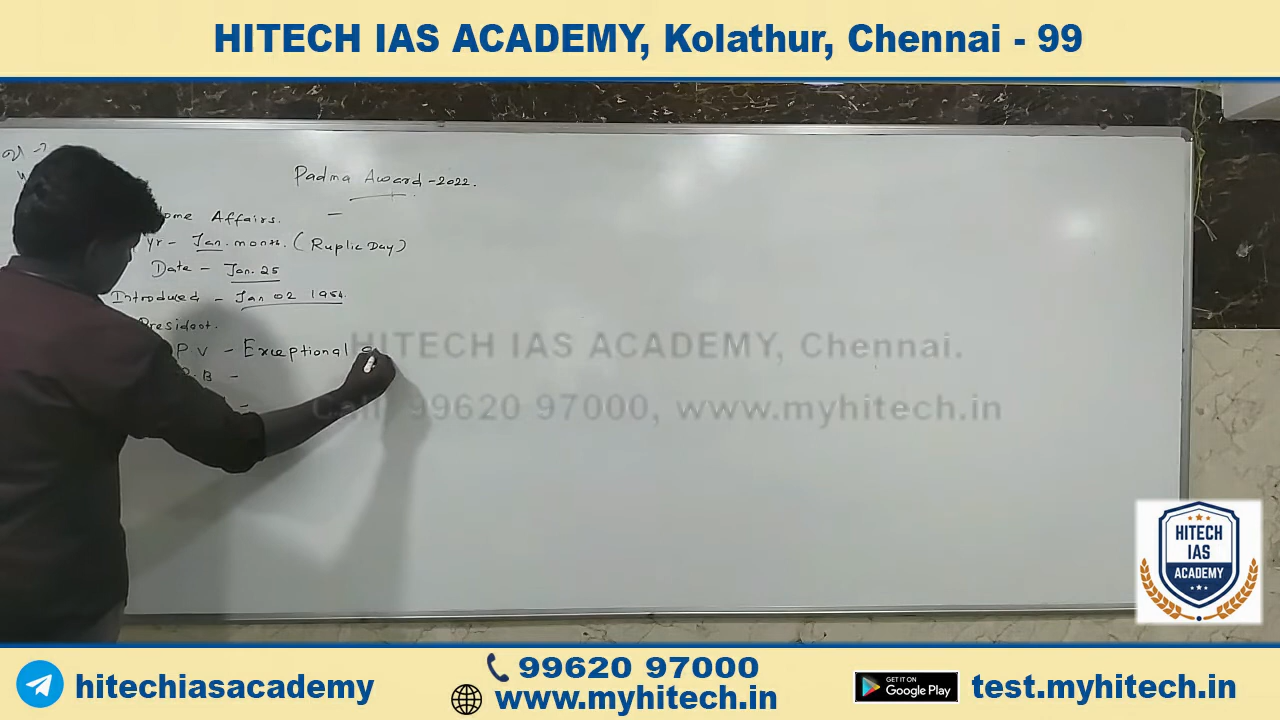 HITECH IAS ACADEMY, Kolathur, Chennai - 99
Padma Award -2022.
ome Affairs. -
yr - Jan. month. (Ruplic Day)
Date - Jan. 25
Introduced - Jan 02 1954.
President.
P V - Exceptional
P.B -
-
HITECH IAS ACADEMY, Chennai.
Call: 99620 97000, www.myhitech.in
HITECH
IAS
ACADEMY
hitechiasacademy
99620 97000
www.myhitech.in
GET IT ON
Google Play
test.myhitech.in